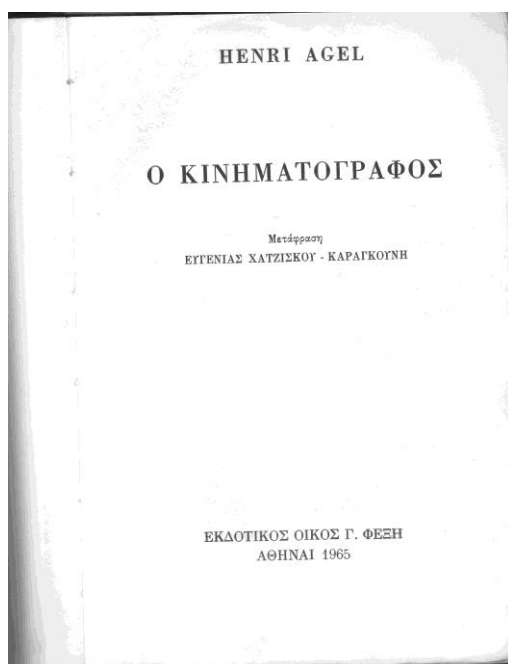 HENRI AGEL
Ο ΚΙΝΗΜΑΤΟΓΡΑΦΟΣ
Μετάφραση
ΕΥΓΕΝΙΑΣ ΧΑΤΖΙΣΚΟΥ - ΚΑΡΑΓΚΟΥΝΗ
ΕΚΔΟΤΙΚΟΣ ΟΙΚΟΣ Γ. ΦΕΞΗ
ΑΘΗΝΑΙ 1965